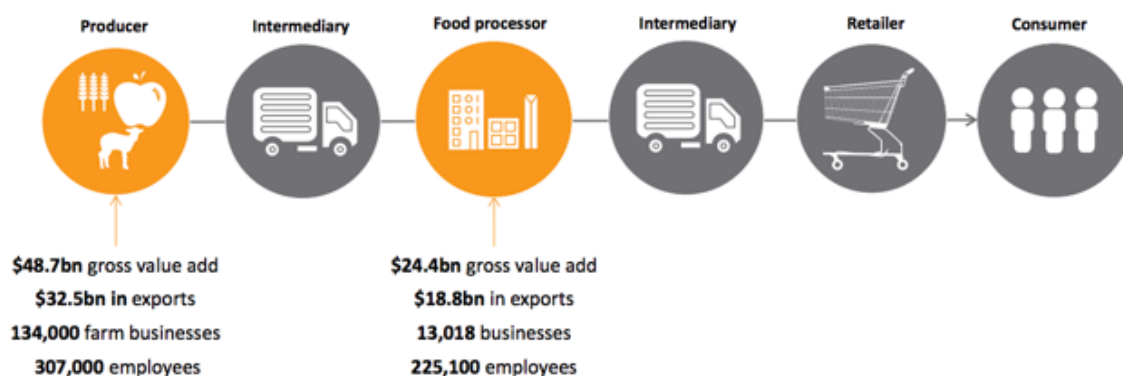 Producer
Intermediary
Food processor
Intermediary
Retailer
Consumer
$48.7bn gross value add
$32.5bn in exports
134,000 farm businesses
307,000 employees
$24.4bn gross value add
$18.8bn in exports
13,018 businesses
225,100 employees